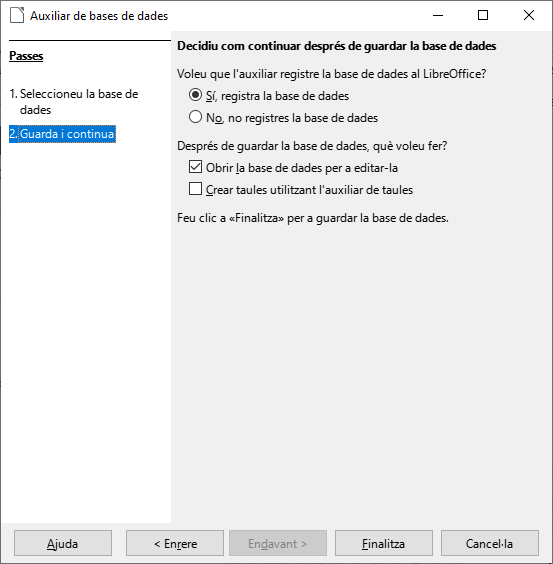 Auxiliar de bases de dades
Passes
1. Seleccioneu la base de
dades
2. Guarda i continua
Decidiu com continuar després de guardar la base de dades
Voleu que l'auxiliar registre la base de dades al LibreOffice?
Sí, registra la base de dades
No, no registres la base de dades
Després de guardar la base de dades, què voleu fer?
Obrir la base de dades per a editar-la
Crear taules utilitzant l'auxiliar de taules
Feu clic a «Finalitza» per a guardar la base de dades.
Ajuda
< Enrere
Endavant >
Finalitza
Cancel·la